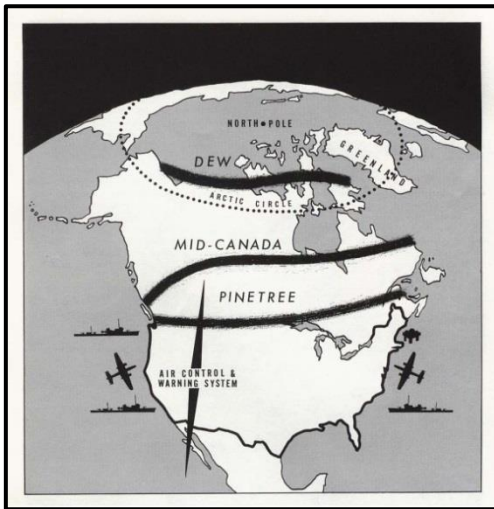 NORTH POLE
GREENLAND
DEW
ARCTIC CIRCLE
MID-CANADA
PINETREE
AIR CONTROL &
WARNING SYSTEM